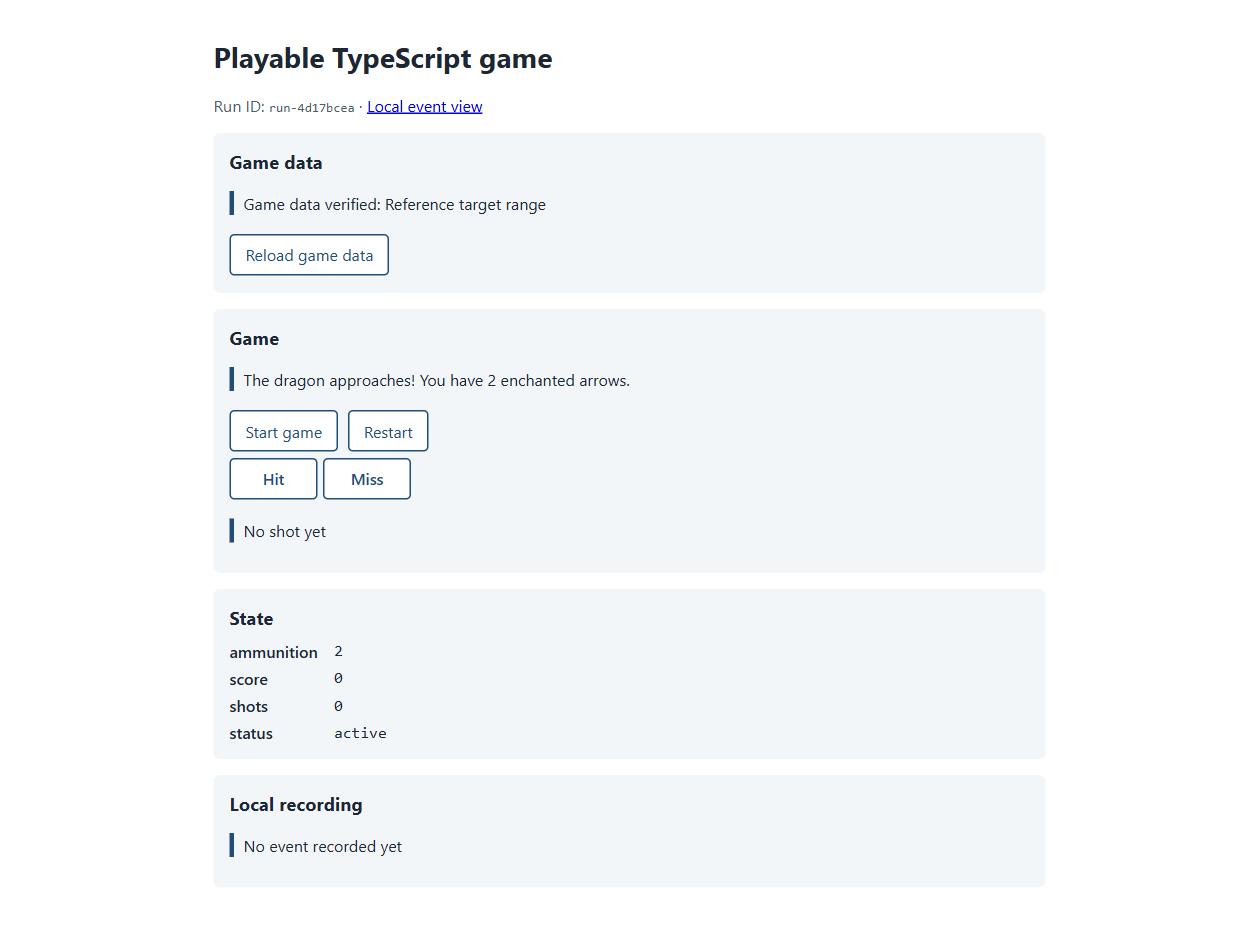 Playable TypeScript game
Run ID: run-4d17bcea · Local event view
Game data
Game data verified: Reference target range
Reload game data
Game
The dragon approaches! You have 2 enchanted arrows.
Start game Restart
Hit Miss
No shot yet
State
ammunition 2
score 0
shots 0
status active
Local recording
No event recorded yet